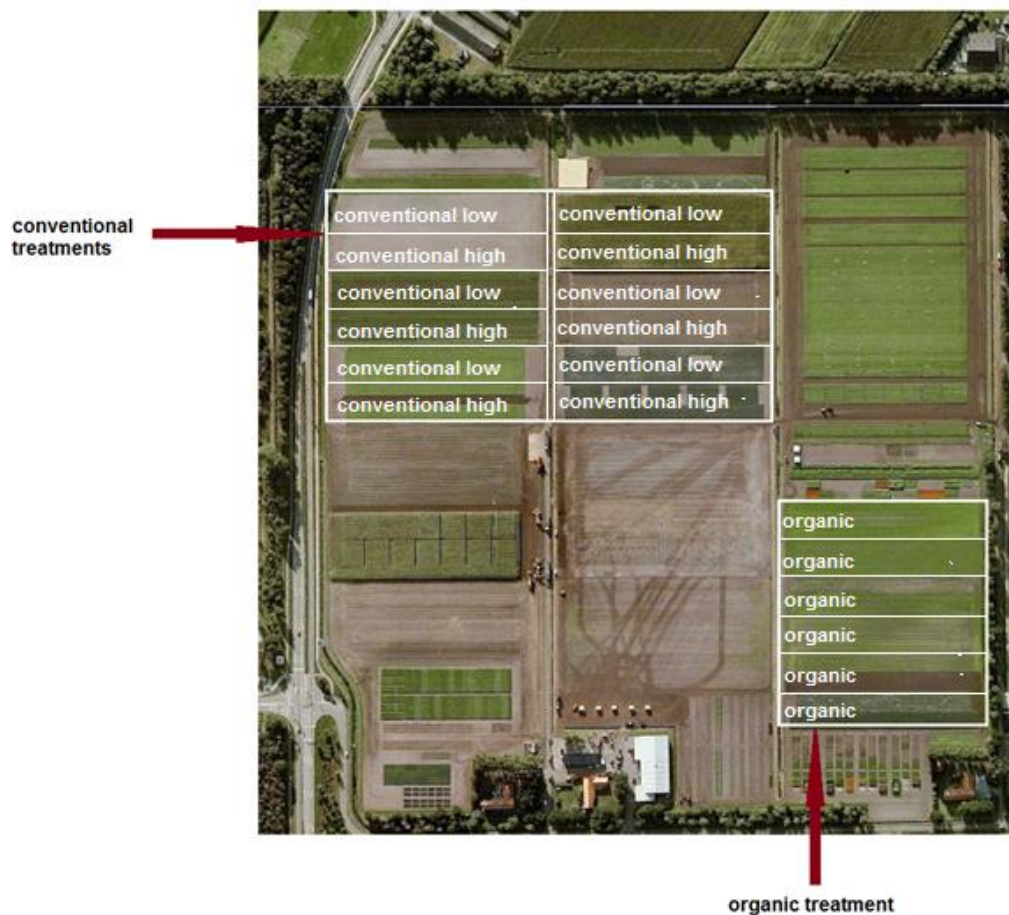 conventional
treatments
conventional low
conventional high
conventional low
conventional high
conventional low
conventional high
conventional low
conventional high
conventional low
conventional high
conventional low
conventional high
organic
organic
organic
organic
organic
organic
organic treatment